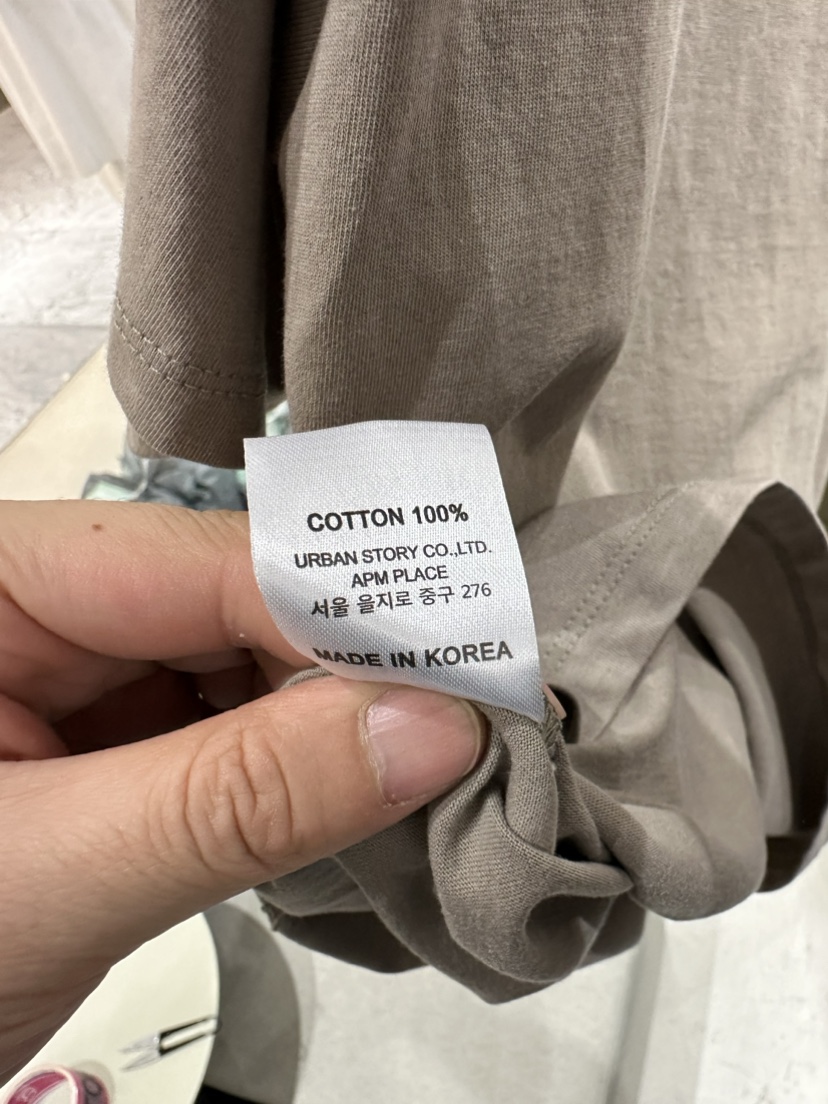 COTTON 100%
URBAN STORY CO.,LTD.
APM PLACE
서울 을지로 중구 276
MADE IN KOREA